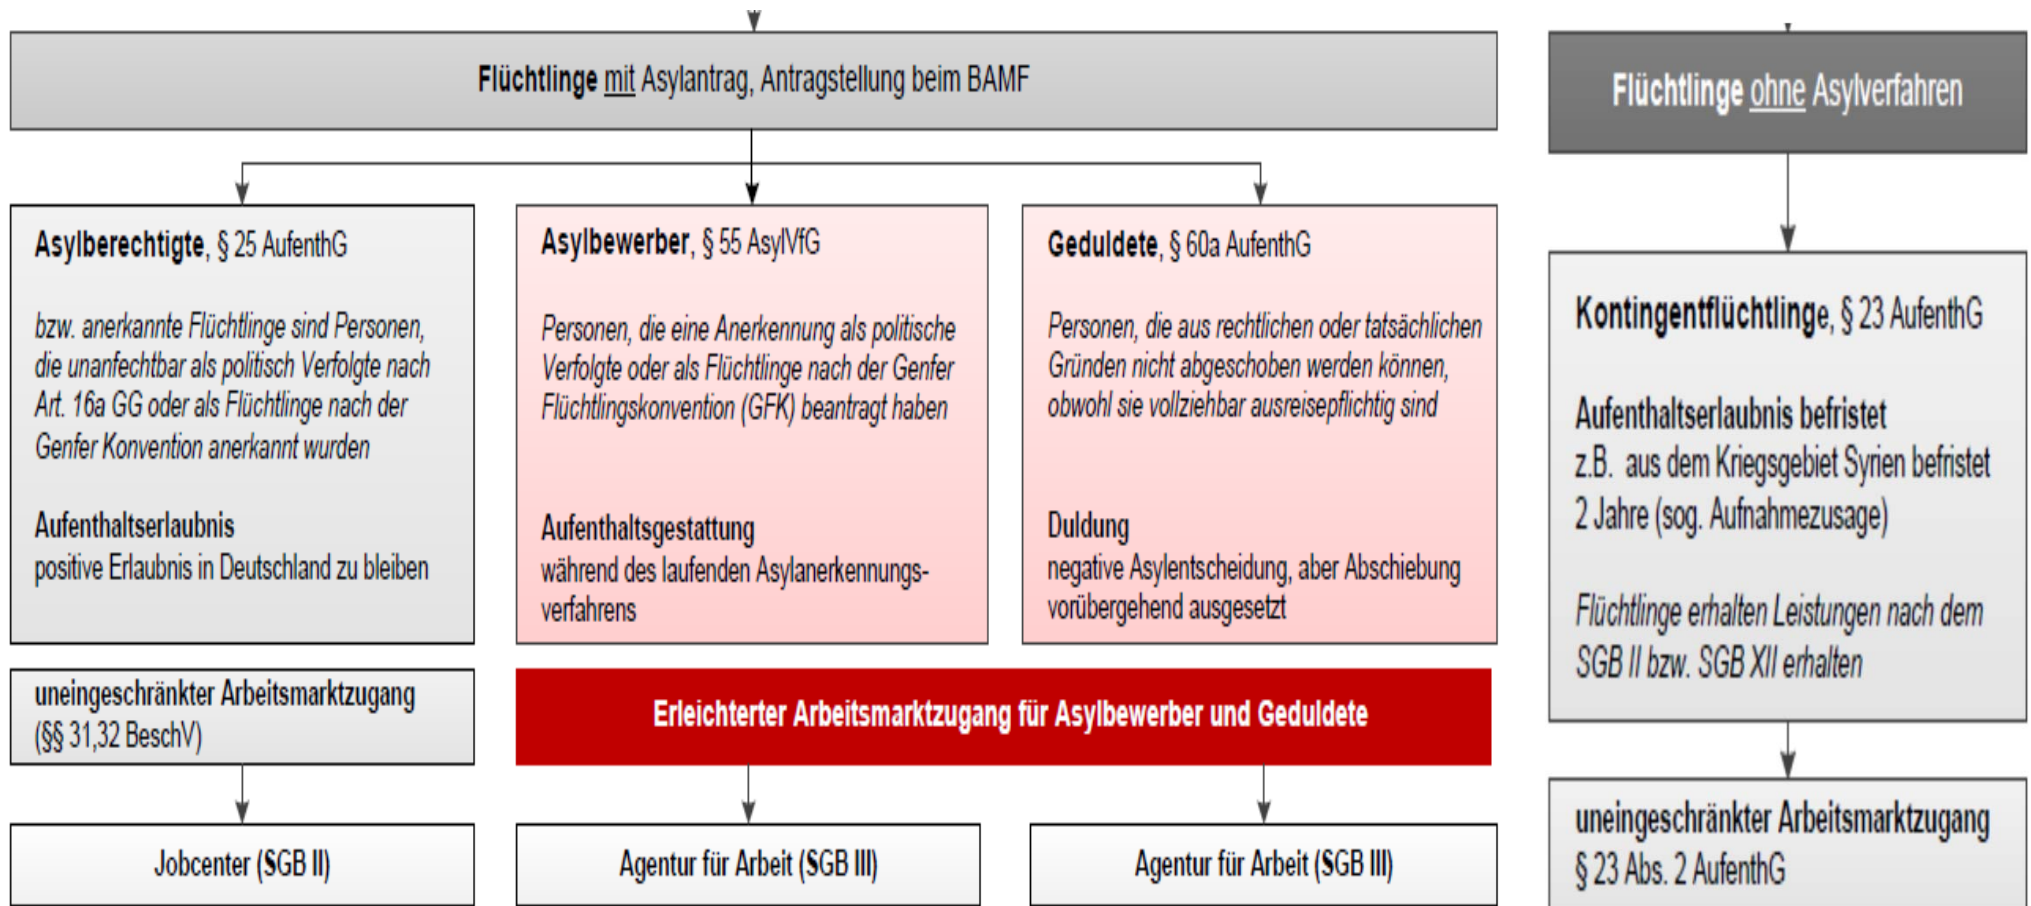 Flüchtlinge mit Asylantrag, Antragstellung beim BAMF
Asylberechtigte, § 25 AufenthG
bzw. anerkannte Flüchtlinge sind Personen,
die unanfechtbar als politisch Verfolgte nach
Art. 16a GG oder als Flüchtlinge nach der
Genfer Konvention anerkannt wurden
Aufenthaltserlaubnis
positive Erlaubnis in Deutschland zu bleiben
uneingeschränkter Arbeitsmarktzugang
(§§ 31,32 BeschV)
Jobcenter (SGB II)
Asylbewerber, § 55 AsylVfG
Personen, die eine Anerkennung als politische
Verfolgte oder als Flüchtlinge nach der Genfer
Flüchtlingskonvention (GFK) beantragt haben
Aufenthaltsgestattung
während des laufenden Asylanerkennungs-
verfahrens
Geduldete, § 60a AufenthG
Personen, die aus rechtlichen oder tatsächlichen
Gründen nicht abgeschoben werden können,
obwohl sie vollziehbar ausreisepflichtig sind
Duldung
negative Asylentscheidung, aber Abschiebung
vorübergehend ausgesetzt
Erleichterter Arbeitsmarktzugang für Asylbewerber und Geduldete
Agentur für Arbeit (SGB III)
Agentur für Arbeit (SGB III)
Flüchtlinge ohne Asylverfahren
Kontingentflüchtlinge, § 23 AufenthG
Aufenthaltserlaubnis befristet
z.B. aus dem Kriegsgebiet Syrien befristet
2 Jahre (sog. Aufnahmezusage)
Flüchtlinge erhalten Leistungen nach dem
SGB II bzw. SGB XII erhalten
uneingeschränkter Arbeitsmarktzugang
§ 23 Abs. 2 AufenthG